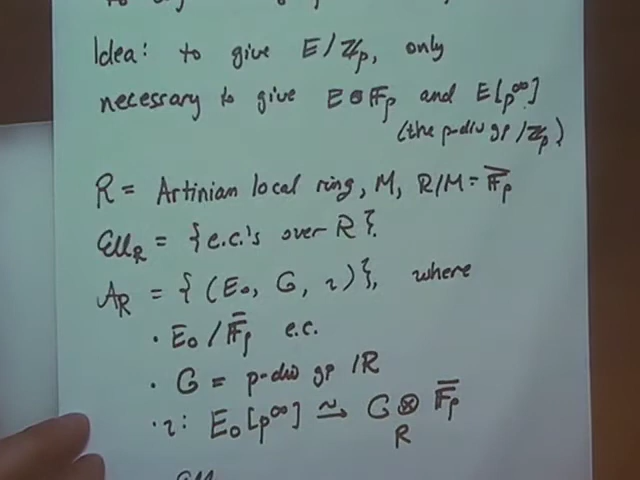 Idea: to give E/ℤp, only
necessary to give E⊗𝔽p and E[p^∞]
(the p-div gp/ℤp)
R = Artinian local ring, M, R/M = 𝔽̄p
Ell_R = {e.c.'s over R}.
A_R = {(E₀, G, ι)}, where
· E₀/𝔽̄p e.c.
· G = p-div gp /R
· ι: E₀[p^∞] ≃→ G ⊗ 𝔽̄p
R